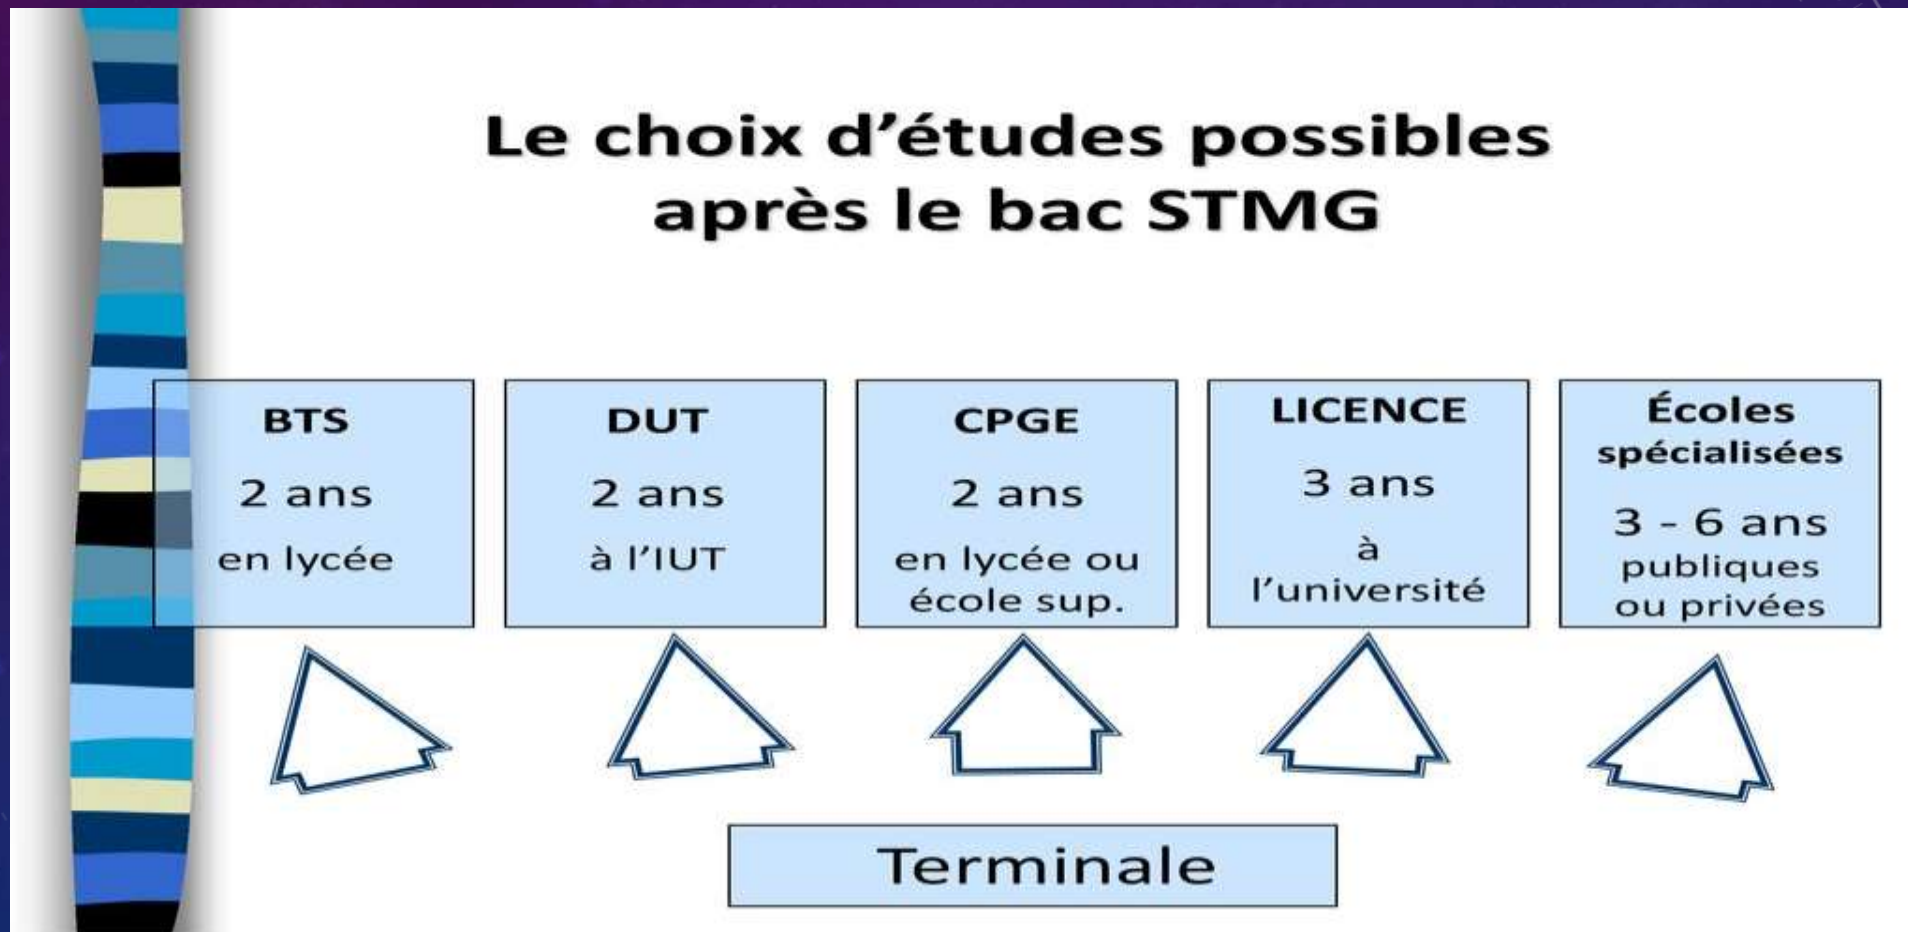 Le choix d’études possibles
après le bac STMG
BTS
2 ans
en lycée
DUT
2 ans
à l’IUT
CPGE
2 ans
en lycée ou
école sup.
LICENCE
3 ans
à
l’université
Écoles
spécialisées
3 - 6 ans
publiques
ou privées
Terminale